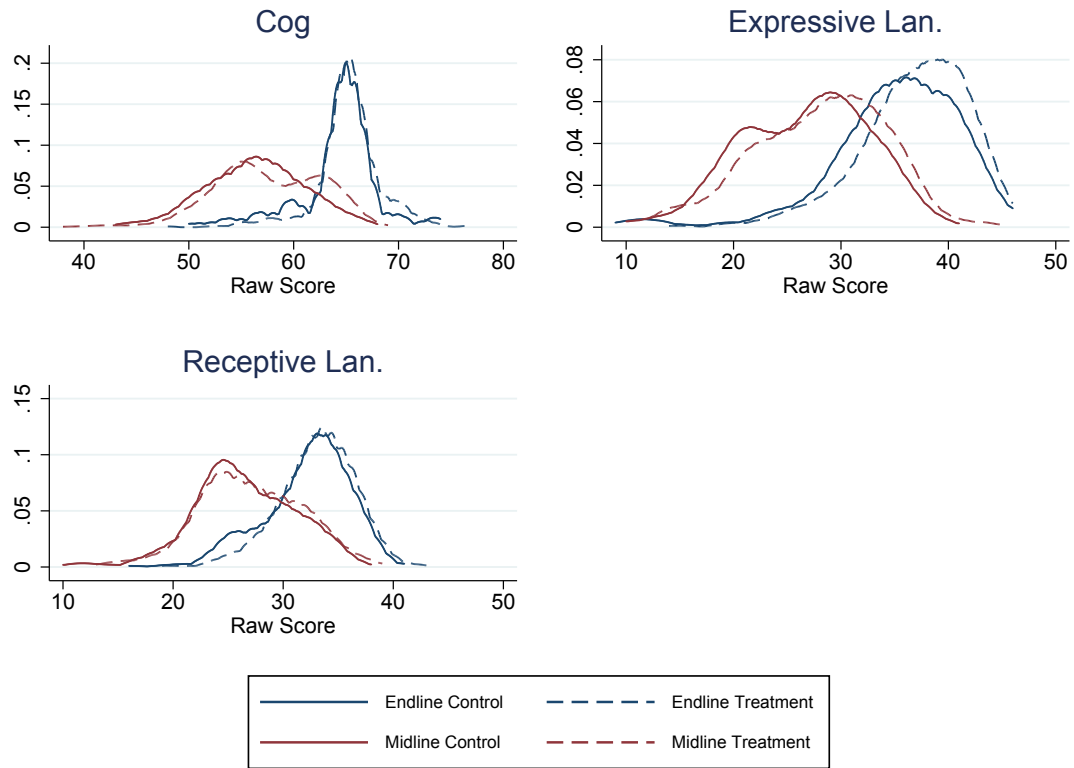 Cog
0 .05 .1 .15 .2
40 50 60 70 80
Raw Score
Expressive Lan.
0 .02 .04 .06 .08
10 20 30 40 50
Raw Score
Receptive Lan.
0 .05 .1 .15
10 20 30 40 50
Raw Score
Endline Control Endline Treatment
Midline Control Midline Treatment